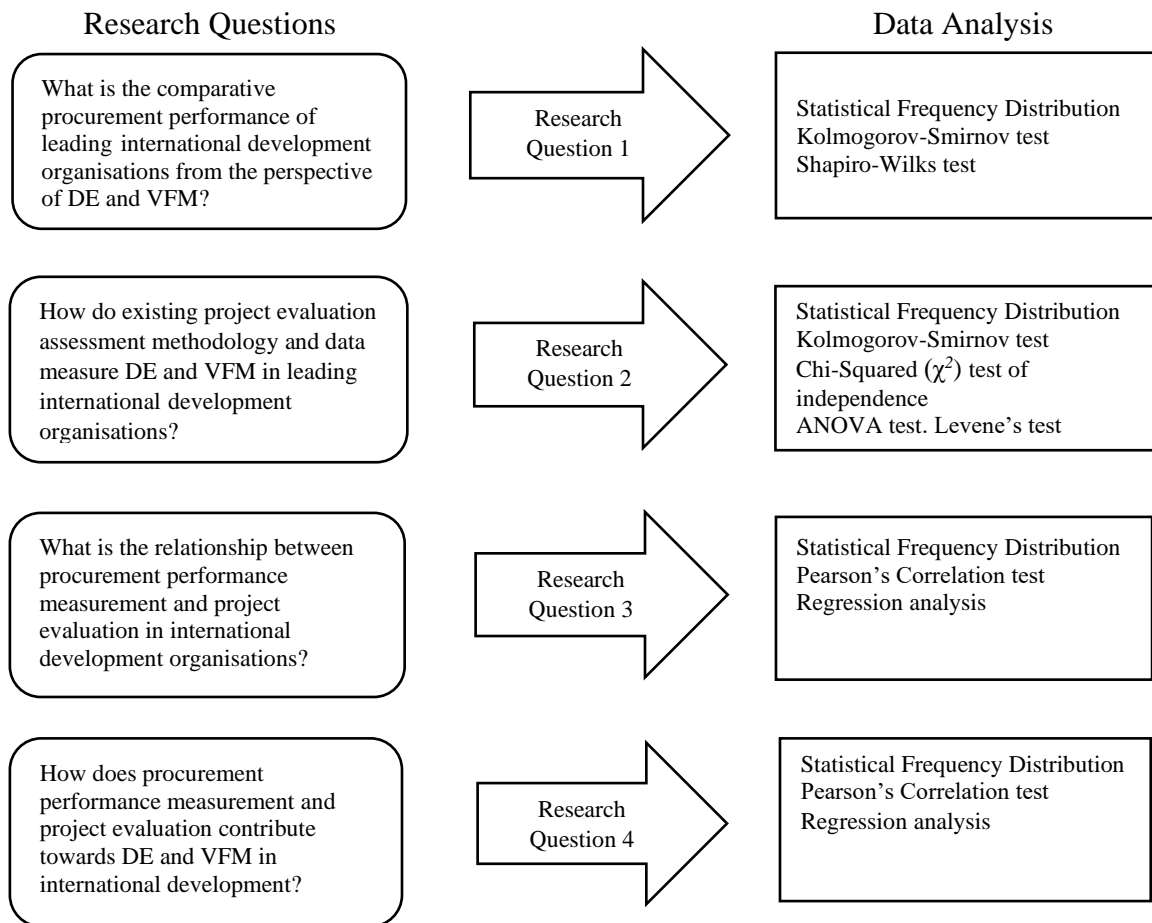 Research Questions
Data Analysis
What is the comparative
procurement performance of
leading international development
organisations from the perspective
of DE and VFM?
Research
Question 1
Statistical Frequency Distribution
Kolmogorov-Smirnov test
Shapiro-Wilks test
How do existing project evaluation
assessment methodology and data
measure DE and VFM in leading
international development
organisations?
Research
Question 2
Statistical Frequency Distribution
Kolmogorov-Smirnov test
Chi-Squared (χ²) test of
independence
ANOVA test. Levene’s test
What is the relationship between
procurement performance
measurement and project
evaluation in international
development organisations?
Research
Question 3
Statistical Frequency Distribution
Pearson’s Correlation test
Regression analysis
How does procurement
performance measurement and
project evaluation contribute
towards DE and VFM in
international development?
Research
Question 4
Statistical Frequency Distribution
Pearson’s Correlation test
Regression analysis